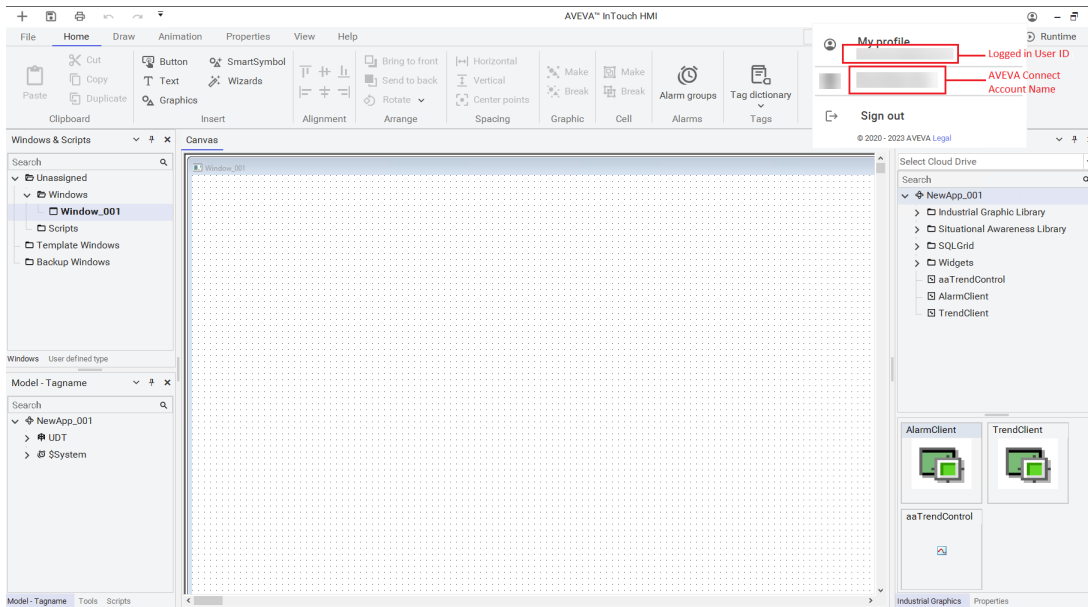 AVEVA™ InTouch HMI
File Home Draw Animation Properties View Help
Runtime
My profile
Logged in User ID
AVEVA Connect
Account Name
Sign out
© 2020 - 2023 AVEVA Legal
Paste
Cut
Copy
Duplicate
Clipboard
Button
Text
Graphics
SmartSymbol
Wizards
Insert
Alignment
Bring to front
Send to back
Rotate
Arrange
Horizontal
Vertical
Center points
Spacing
Make
Break
Graphic
Make
Break
Cell
Alarm groups
Alarms
Tag dictionary
Tags
Windows & Scripts
Search
Unassigned
Windows
Window_001
Scripts
Template Windows
Backup Windows
Windows User defined type
Model - Tagname
Search
NewApp_001
UDT
$System
Model - Tagname Tools Scripts
Canvas
Window_001
Select Cloud Drive
Search
NewApp_001
Industrial Graphic Library
Situational Awareness Library
SQLGrid
Widgets
aaTrendControl
AlarmClient
TrendClient
AlarmClient
TrendClient
aaTrendControl
Industrial Graphics Properties